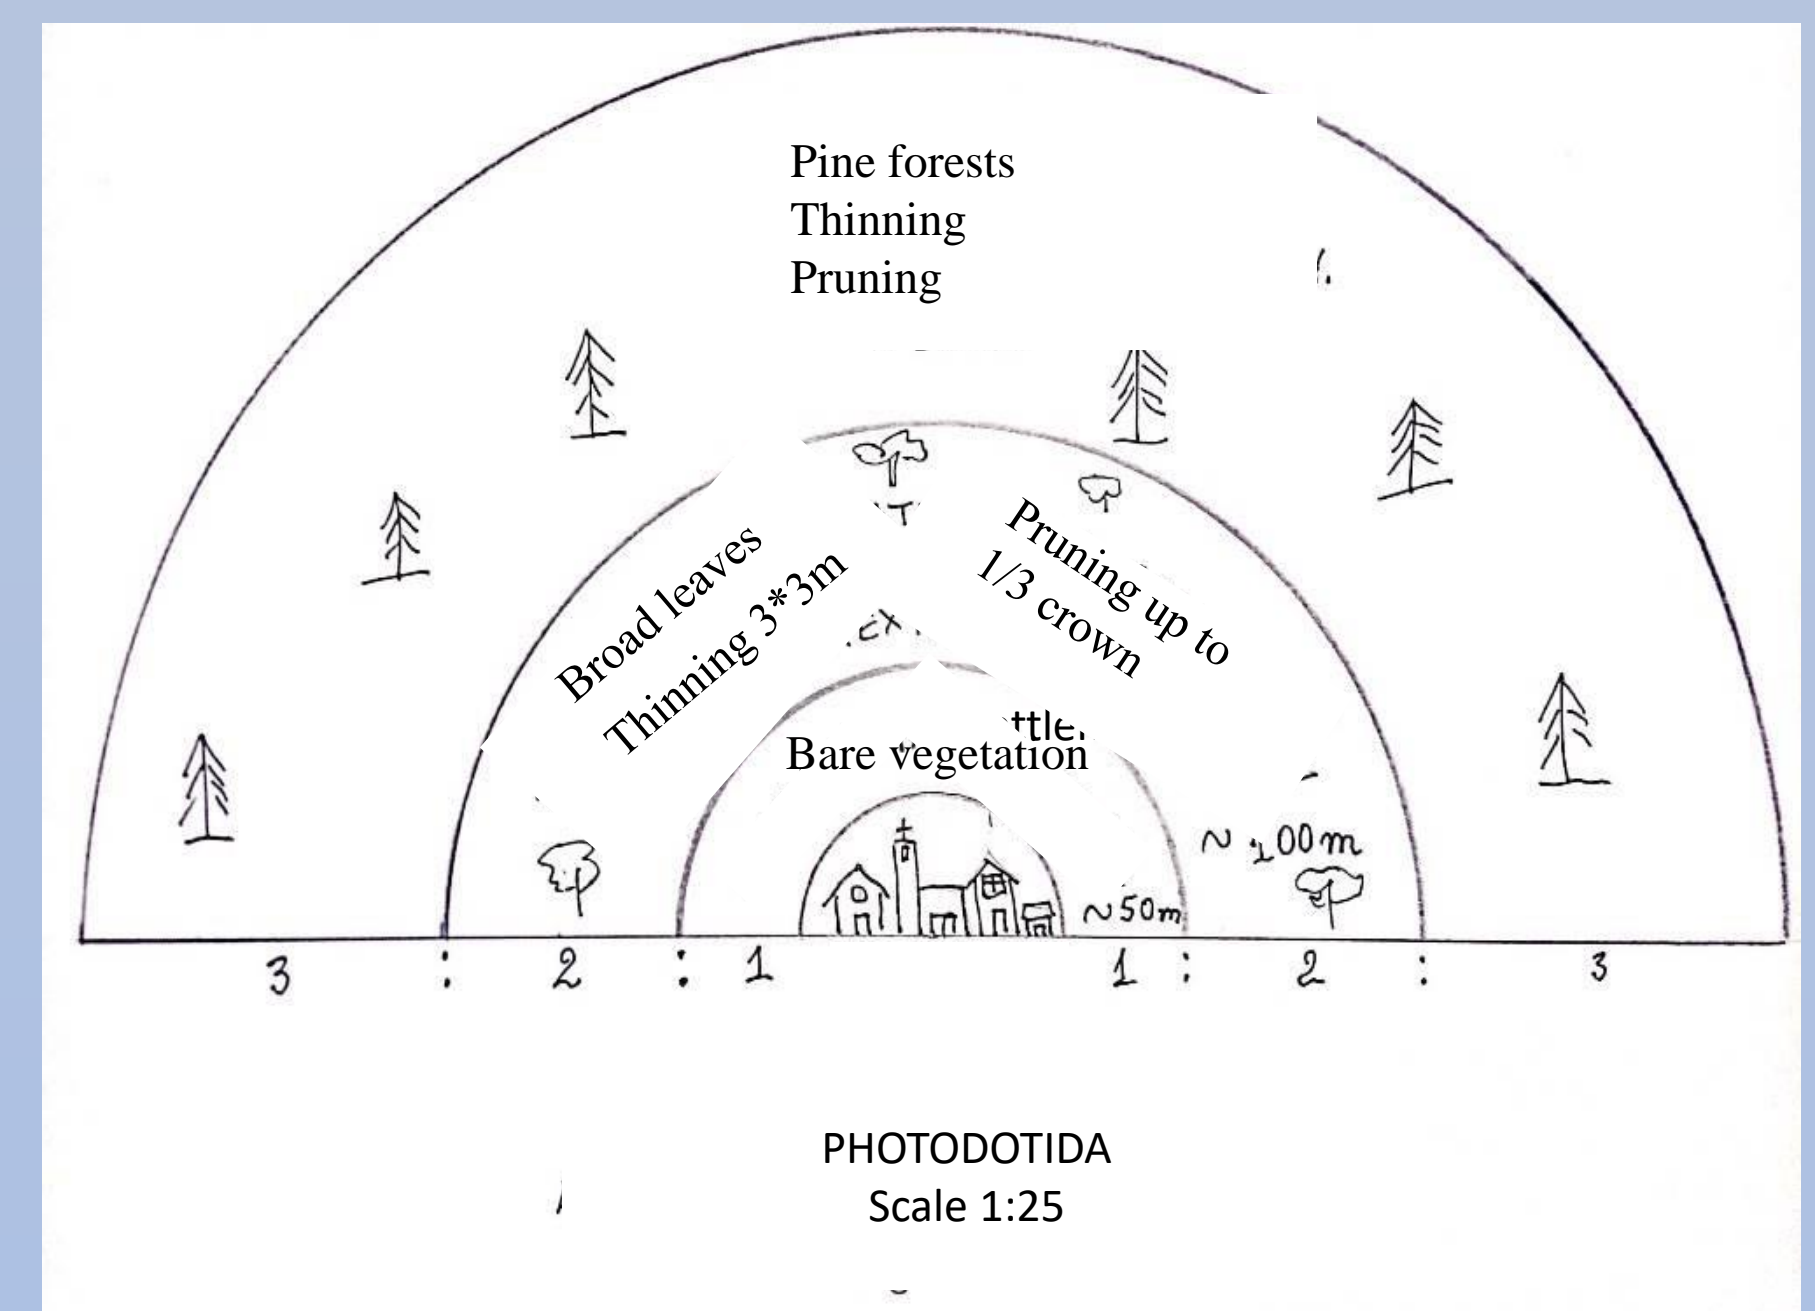 Pine forests
Thinning
Pruning
Broad leaves
Thinning 3*3m
Pruning up to
1/3 crown
Bare vegetation
~ 100m
~50m
3 : 2 : 1 1 : 2 : 3
PHOTODOTIDA
Scale 1:25